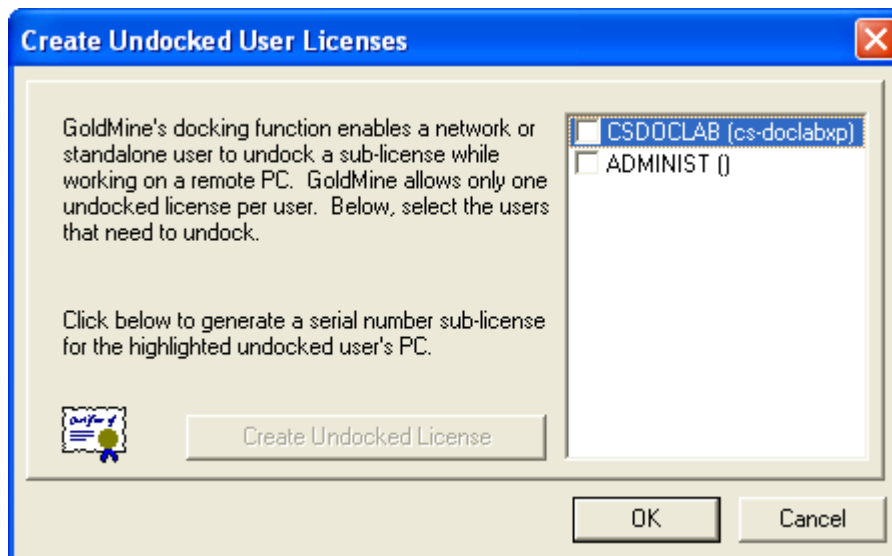 Create Undocked User Licenses
GoldMine's docking function enables a network or
standalone user to undock a sub-license while
working on a remote PC. GoldMine allows only one
undocked license per user. Below, select the users
that need to undock.
Click below to generate a serial number sub-license
for the highlighted undocked user's PC.
Create Undocked License
CSDOCLAB (cs-doclabxp)
ADMINIST ()
OK
Cancel